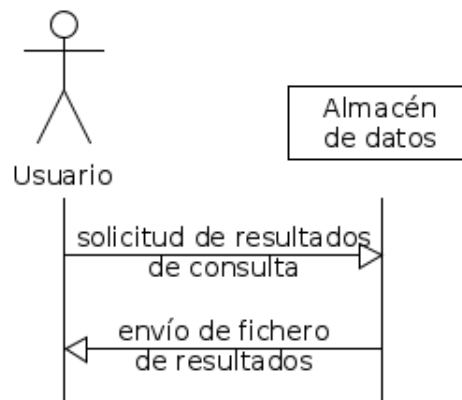 Almacén
de datos
Usuario
solicitud de resultados
de consulta
envío de fichero
de resultados